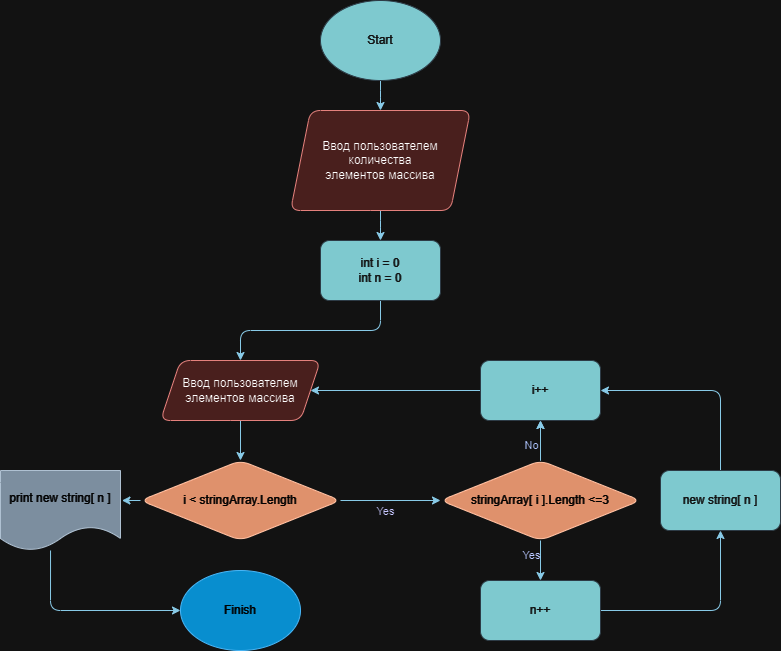 Start
Ввод пользователем
количества
элементов массива
int i = 0
int n = 0
Ввод пользователем
элементов массива
i++
No
print new string[ n ]
i < stringArray.Length
Yes
stringArray[ i ].Length <=3
new string[ n ]
Yes
Finish
n++